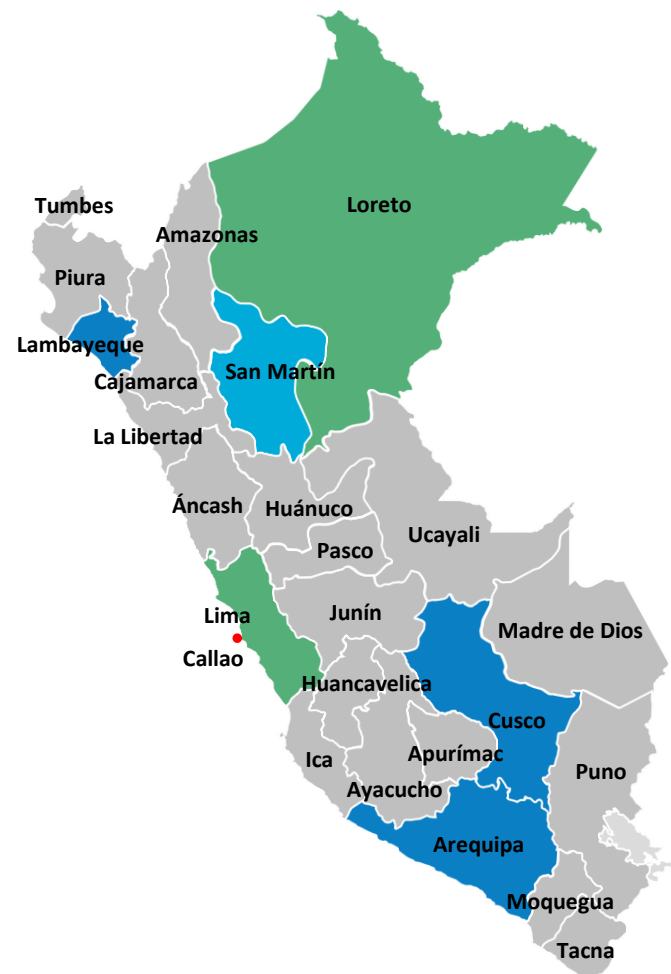 Loreto
Tumbes
Amazonas
Piura
Lambayeque
San Martín
Cajamarca
La Libertad
Áncash
Huánuco
Ucayali
Pasco
Lima
Junín
Madre de Dios
Callao
Huancavelica
Cusco
Ica
Apurímac
Puno
Ayacucho
Arequipa
Moquegua
Tacna